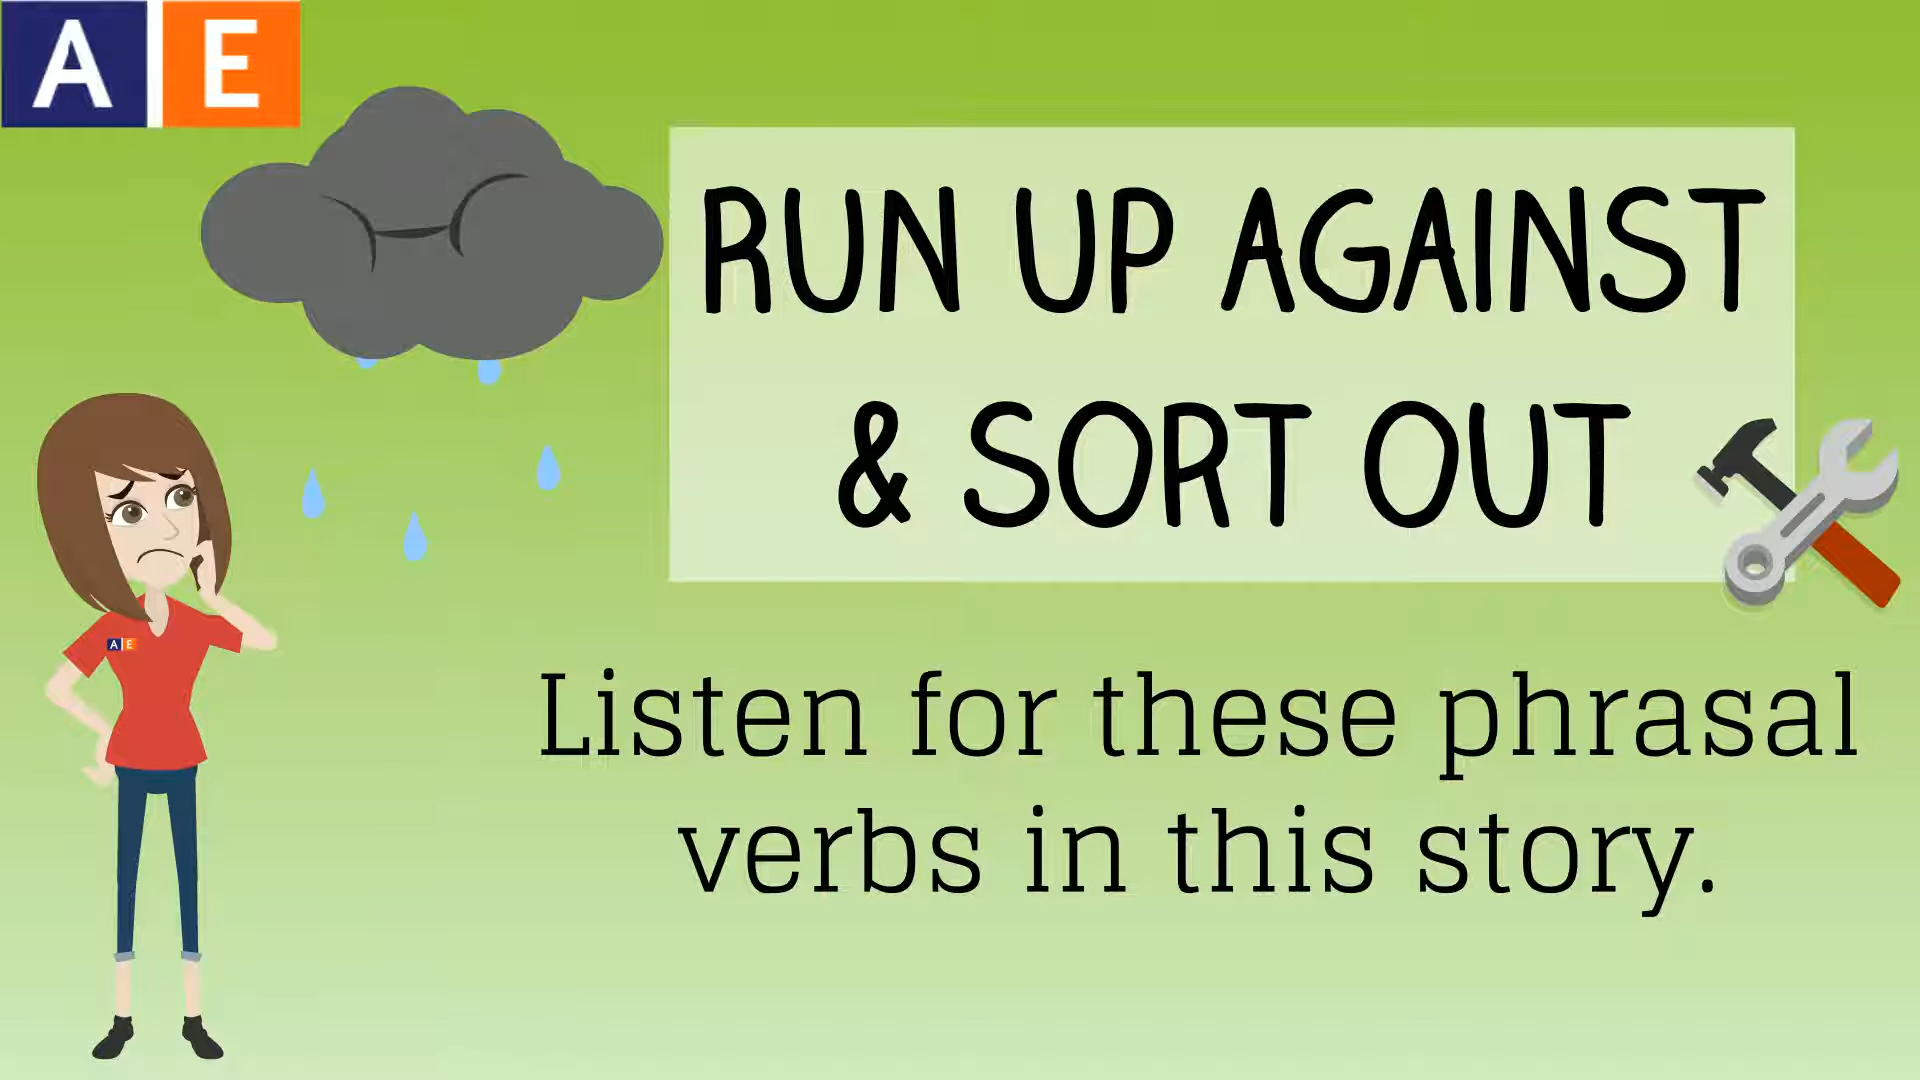 A E
RUN UP AGAINST
& SORT OUT
A E
Listen for these phrasal
verbs in this story.